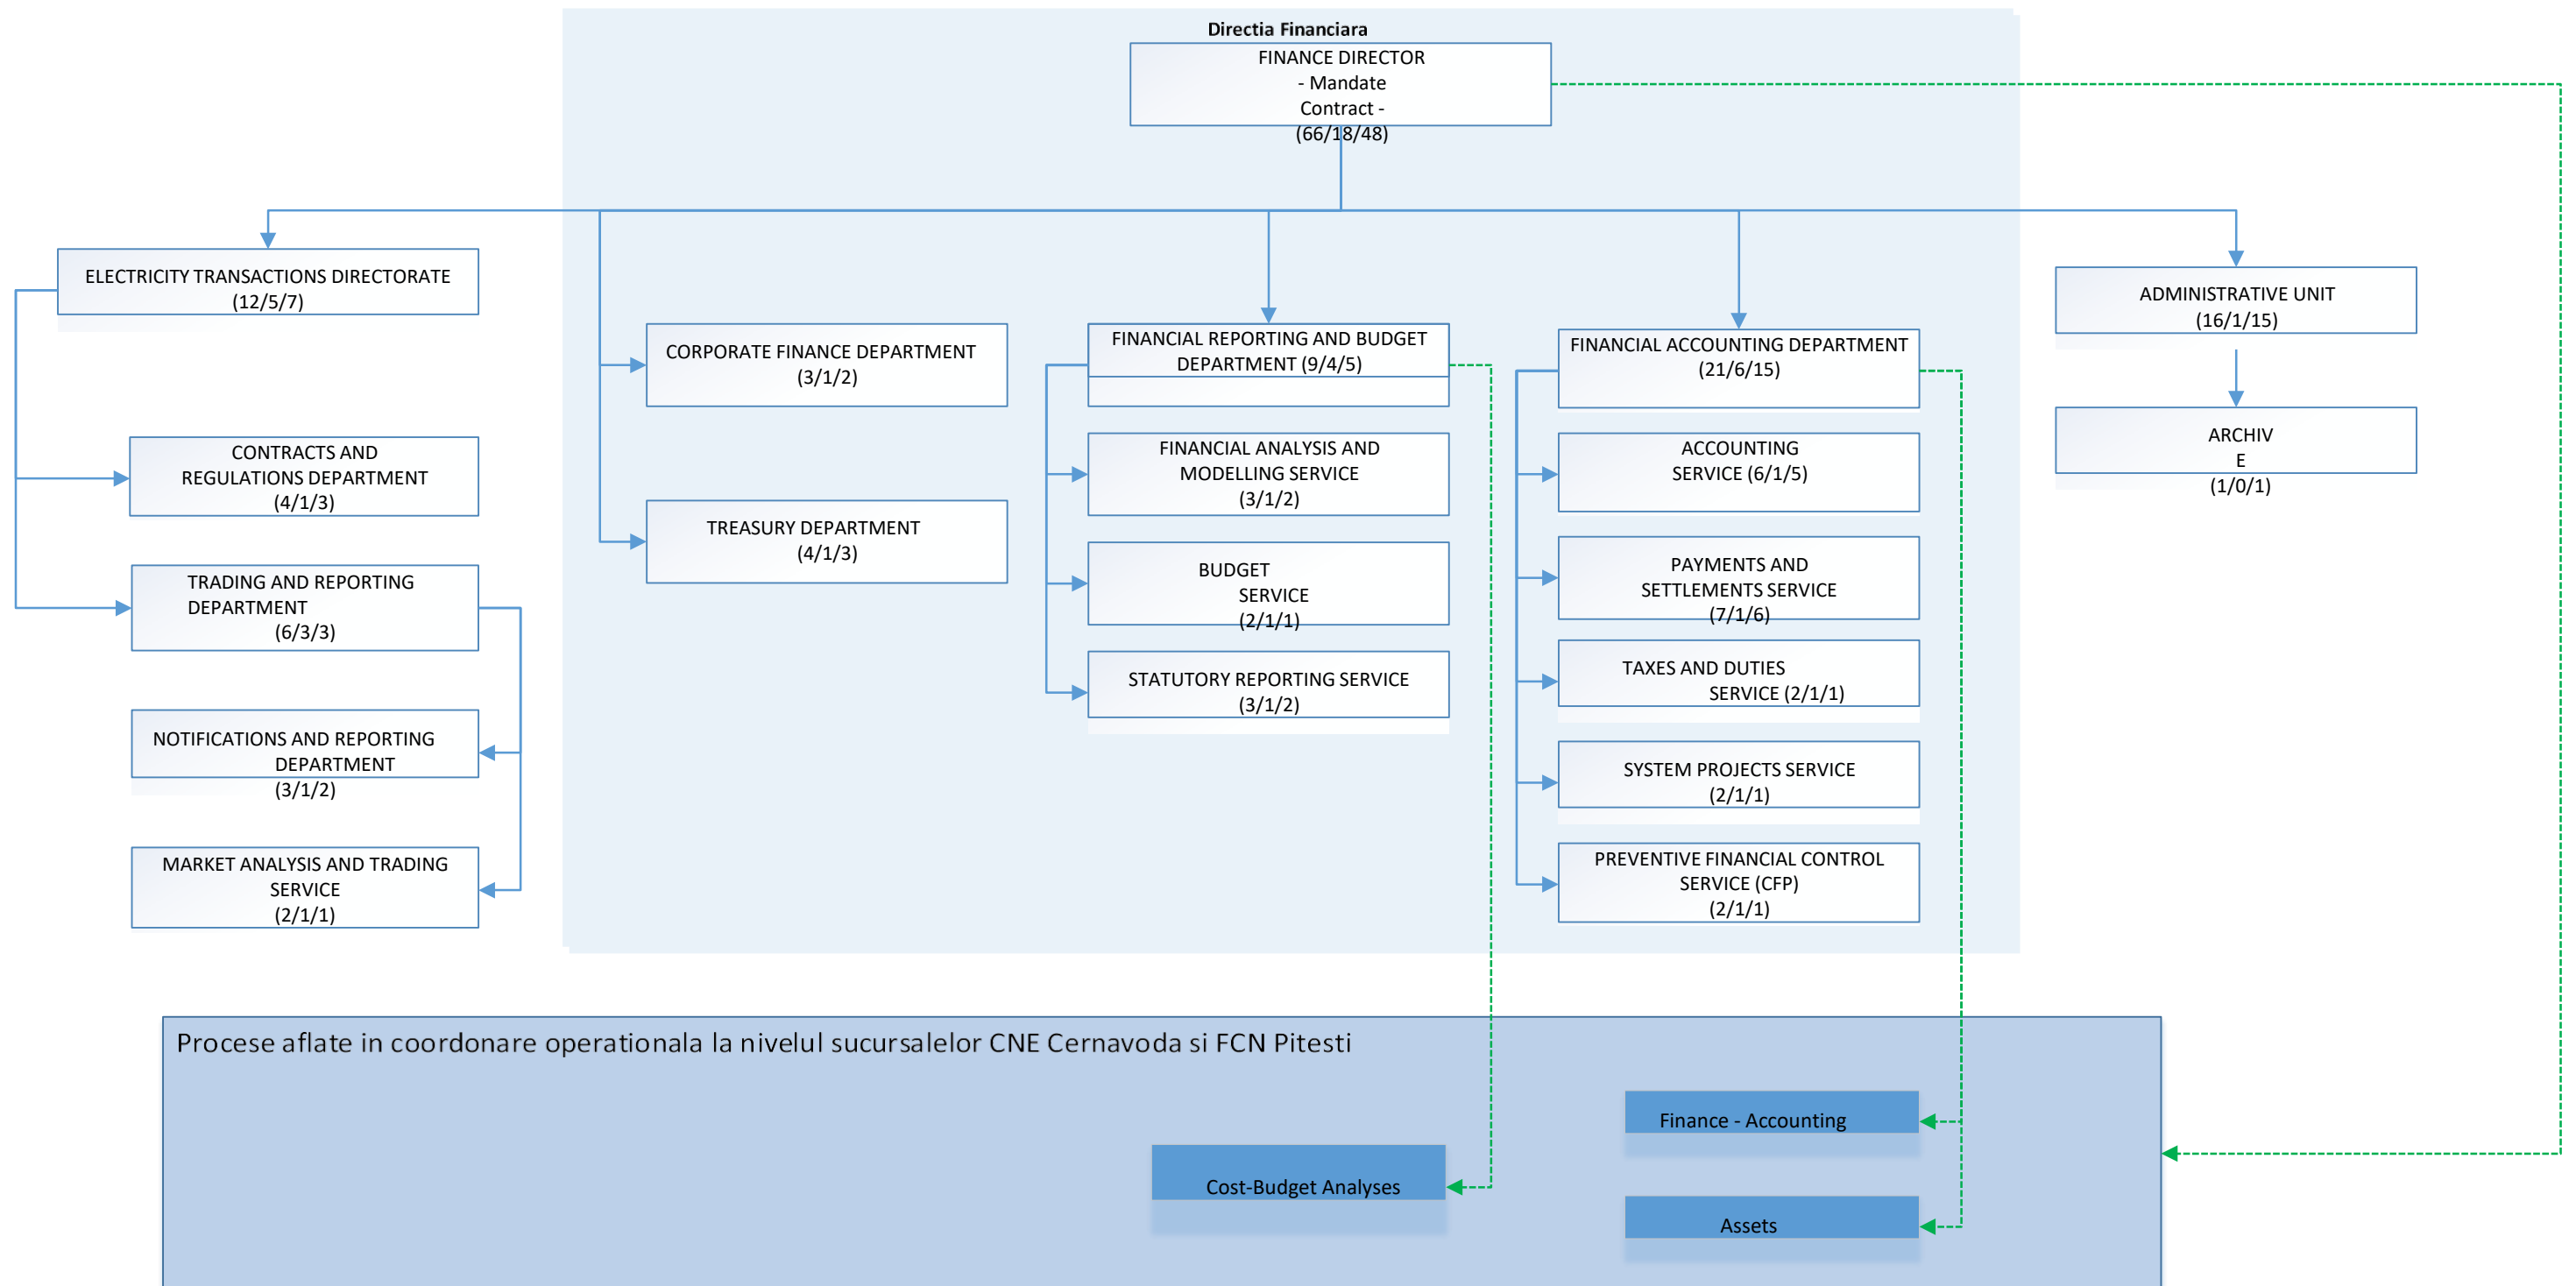 Directia Financiara
FINANCE DIRECTOR
- Mandate
Contract -
(66/18/48)
ELECTRICITY TRANSACTIONS DIRECTORATE
(12/5/7)
CONTRACTS AND
REGULATIONS DEPARTMENT
(4/1/3)
TRADING AND REPORTING
DEPARTMENT
(6/3/3)
NOTIFICATIONS AND REPORTING
DEPARTMENT
(3/1/2)
MARKET ANALYSIS AND TRADING
SERVICE
(2/1/1)
CORPORATE FINANCE DEPARTMENT
(3/1/2)
TREASURY DEPARTMENT
(4/1/3)
FINANCIAL REPORTING AND BUDGET
DEPARTMENT (9/4/5)
FINANCIAL ANALYSIS AND
MODELLING SERVICE
(3/1/2)
BUDGET
SERVICE
(2/1/1)
STATUTORY REPORTING SERVICE
(3/1/2)
FINANCIAL ACCOUNTING DEPARTMENT
(21/6/15)
ACCOUNTING
SERVICE (6/1/5)
PAYMENTS AND
SETTLEMENTS SERVICE
(7/1/6)
TAXES AND DUTIES
SERVICE (2/1/1)
SYSTEM PROJECTS SERVICE
(2/1/1)
PREVENTIVE FINANCIAL CONTROL
SERVICE (CFP)
(2/1/1)
ADMINISTRATIVE UNIT
(16/1/15)
ARCHIV
E
(1/0/1)
Procese aflate in coordonare operationala la nivelul sucursalelor CNE Cernavoda si FCN Pitesti
Finance - Accounting
Cost-Budget Analyses
Assets